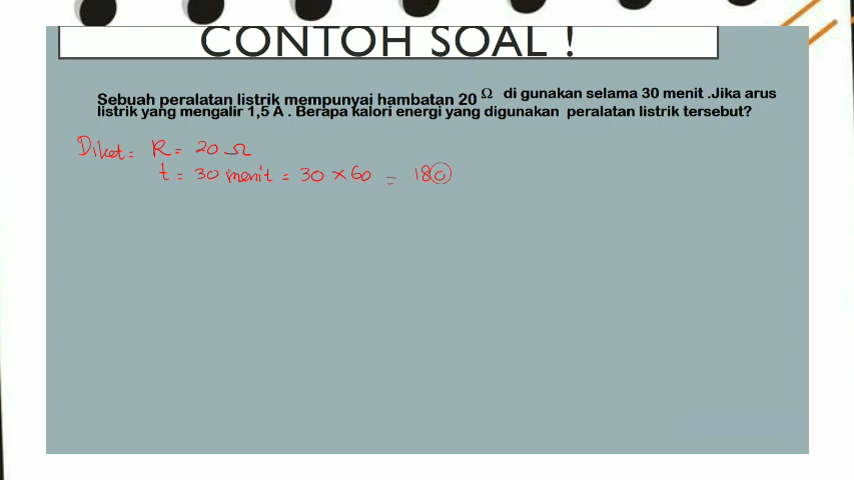 CONTOH SOAL !
Sebuah peralatan listrik mempunyai hambatan 20 Ω di gunakan selama 30 menit .Jika arus
listrik yang mengalir 1,5 A . Berapa kalori energi yang digunakan peralatan listrik tersebut?
Diket = R = 20 Ω
t = 30 menit = 30 × 60 = 180